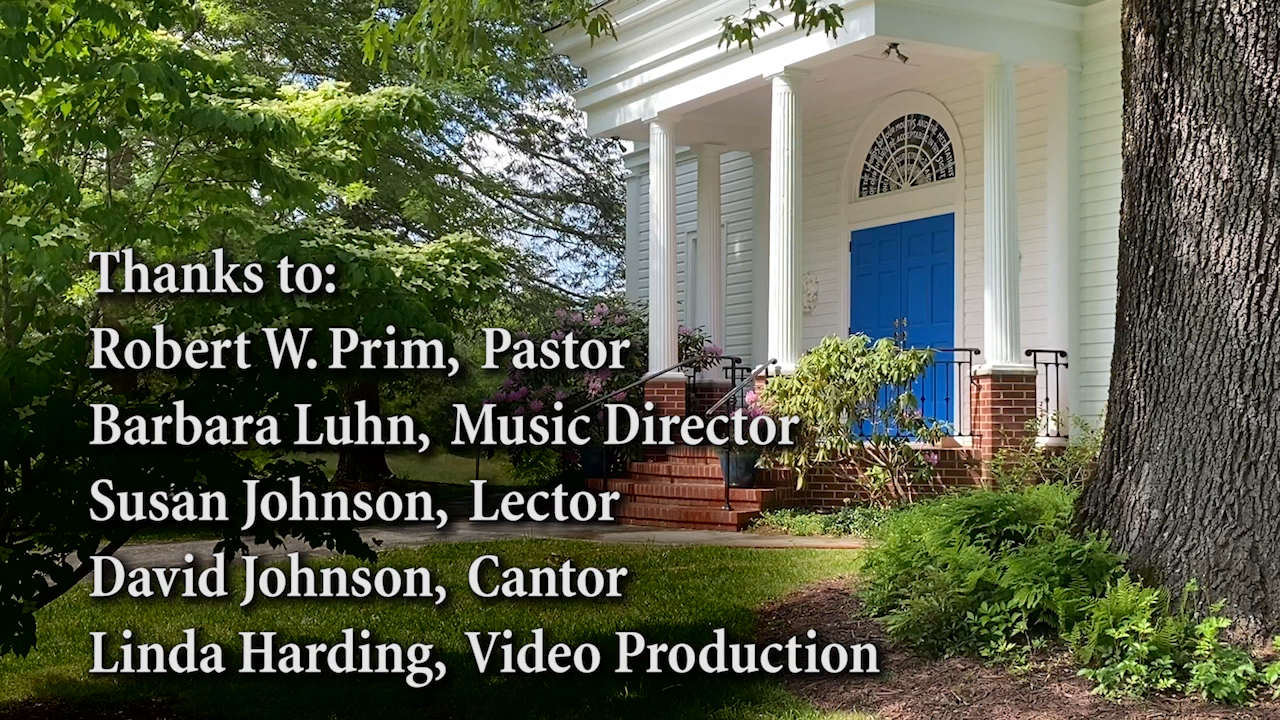 Thanks to:
Robert W. Prim, Pastor
Barbara Luhn, Music Director
Susan Johnson, Lector
David Johnson, Cantor
Linda Harding, Video Production